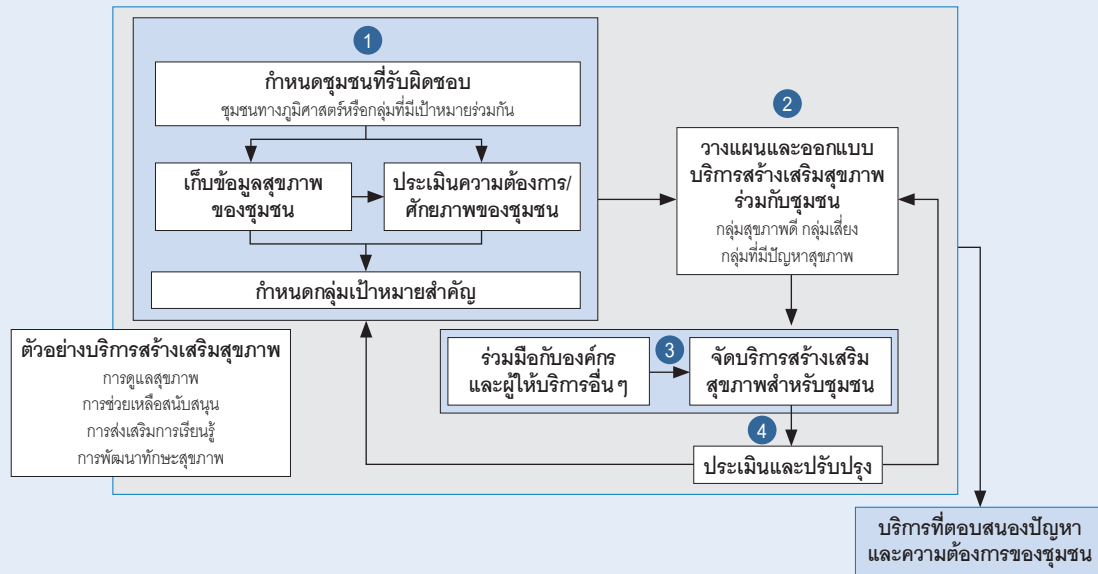 1
กำหนดชุมชนที่รับผิดชอบ
ชุมชนทางภูมิศาสตร์หรือกลุ่มที่มีเป้าหมายร่วมกัน
เก็บข้อมูลสุขภาพ
ของชุมชน
ประเมินความต้องการ/
ศักยภาพของชุมชน
กำหนดกลุ่มเป้าหมายสำคัญ
2
วางแผนและออกแบบ
บริการสร้างเสริมสุขภาพ
ร่วมกับชุมชน
กลุ่มสุขภาพดี กลุ่มเสี่ยง
กลุ่มที่มีปัญหาสุขภาพ
ตัวอย่างบริการสร้างเสริมสุขภาพ
การดูแลสุขภาพ
การช่วยเหลือสนับสนุน
การส่งเสริมการเรียนรู้
การพัฒนาทักษะสุขภาพ
ร่วมมือกับองค์กร
และผู้ให้บริการอื่น ๆ
3
จัดบริการสร้างเสริม
สุขภาพสำหรับชุมชน
4
ประเมินและปรับปรุง
บริการที่ตอบสนองปัญหา
และความต้องการของชุมชน